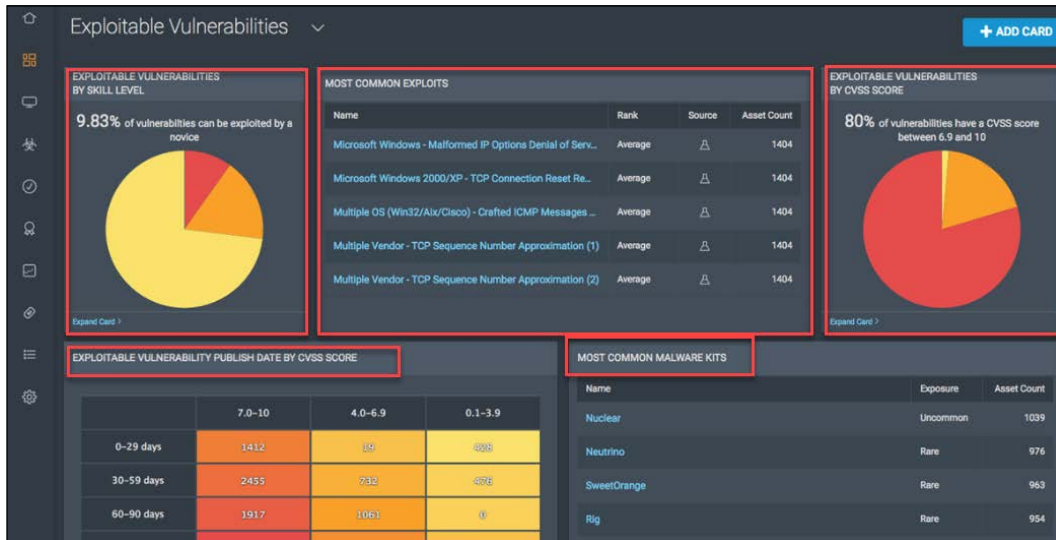 Exploitable Vulnerabilities
+ ADD CARD
EXPLOITABLE VULNERABILITIES
BY SKILL LEVEL
9.83% of vulnerabilties can be exploited by a
novice
Expand Card >
MOST COMMON EXPLOITS
Name Rank Source Asset Count
Microsoft Windows - Malformed IP Options Denial of Serv... Average 1404
Microsoft Windows 2000/XP - TCP Connection Reset Re... Average 1404
Multiple OS (Win32/Aix/Cisco) - Crafted ICMP Messages ... Average 1404
Multiple Vendor - TCP Sequence Number Approximation (1) Average 1404
Multiple Vendor - TCP Sequence Number Approximation (2) Average 1404
EXPLOITABLE VULNERABILITIES
BY CVSS SCORE
80% of vulnerabilities have a CVSS score
between 6.9 and 10
Expand Card >
EXPLOITABLE VULNERABILITY PUBLISH DATE BY CVSS SCORE
7.0–10 4.0–6.9 0.1–3.9
0–29 days 1412 19
30–59 days 2455 732 476
60–90 days 1917 1061 0
MOST COMMON MALWARE KITS
Name Exposure Asset Count
Nuclear Uncommon 1039
Neutrino Rare 976
SweetOrange Rare 963
Rig Rare 954